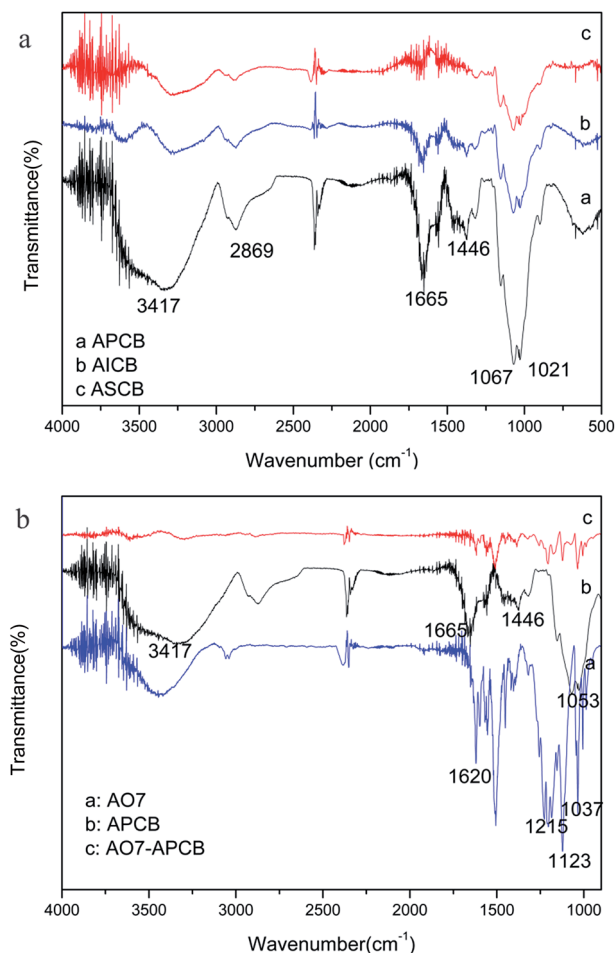 a
c
b
a
2869
3417
1665
1446
1067
1021
a APCB
b AICB
c ASCB
Transmittance(%)
4000 3500 3000 2500 2000 1500 1000 500
Wavenumber (cm⁻¹)
b
c
b
1665
1446
3417
a
1053
1620
1037
1215
1123
a: AO7
b: APCB
c: AO7-APCB
Transmittance(%)
4000 3500 3000 2500 2000 1500 1000
Wavenumber(cm⁻¹)